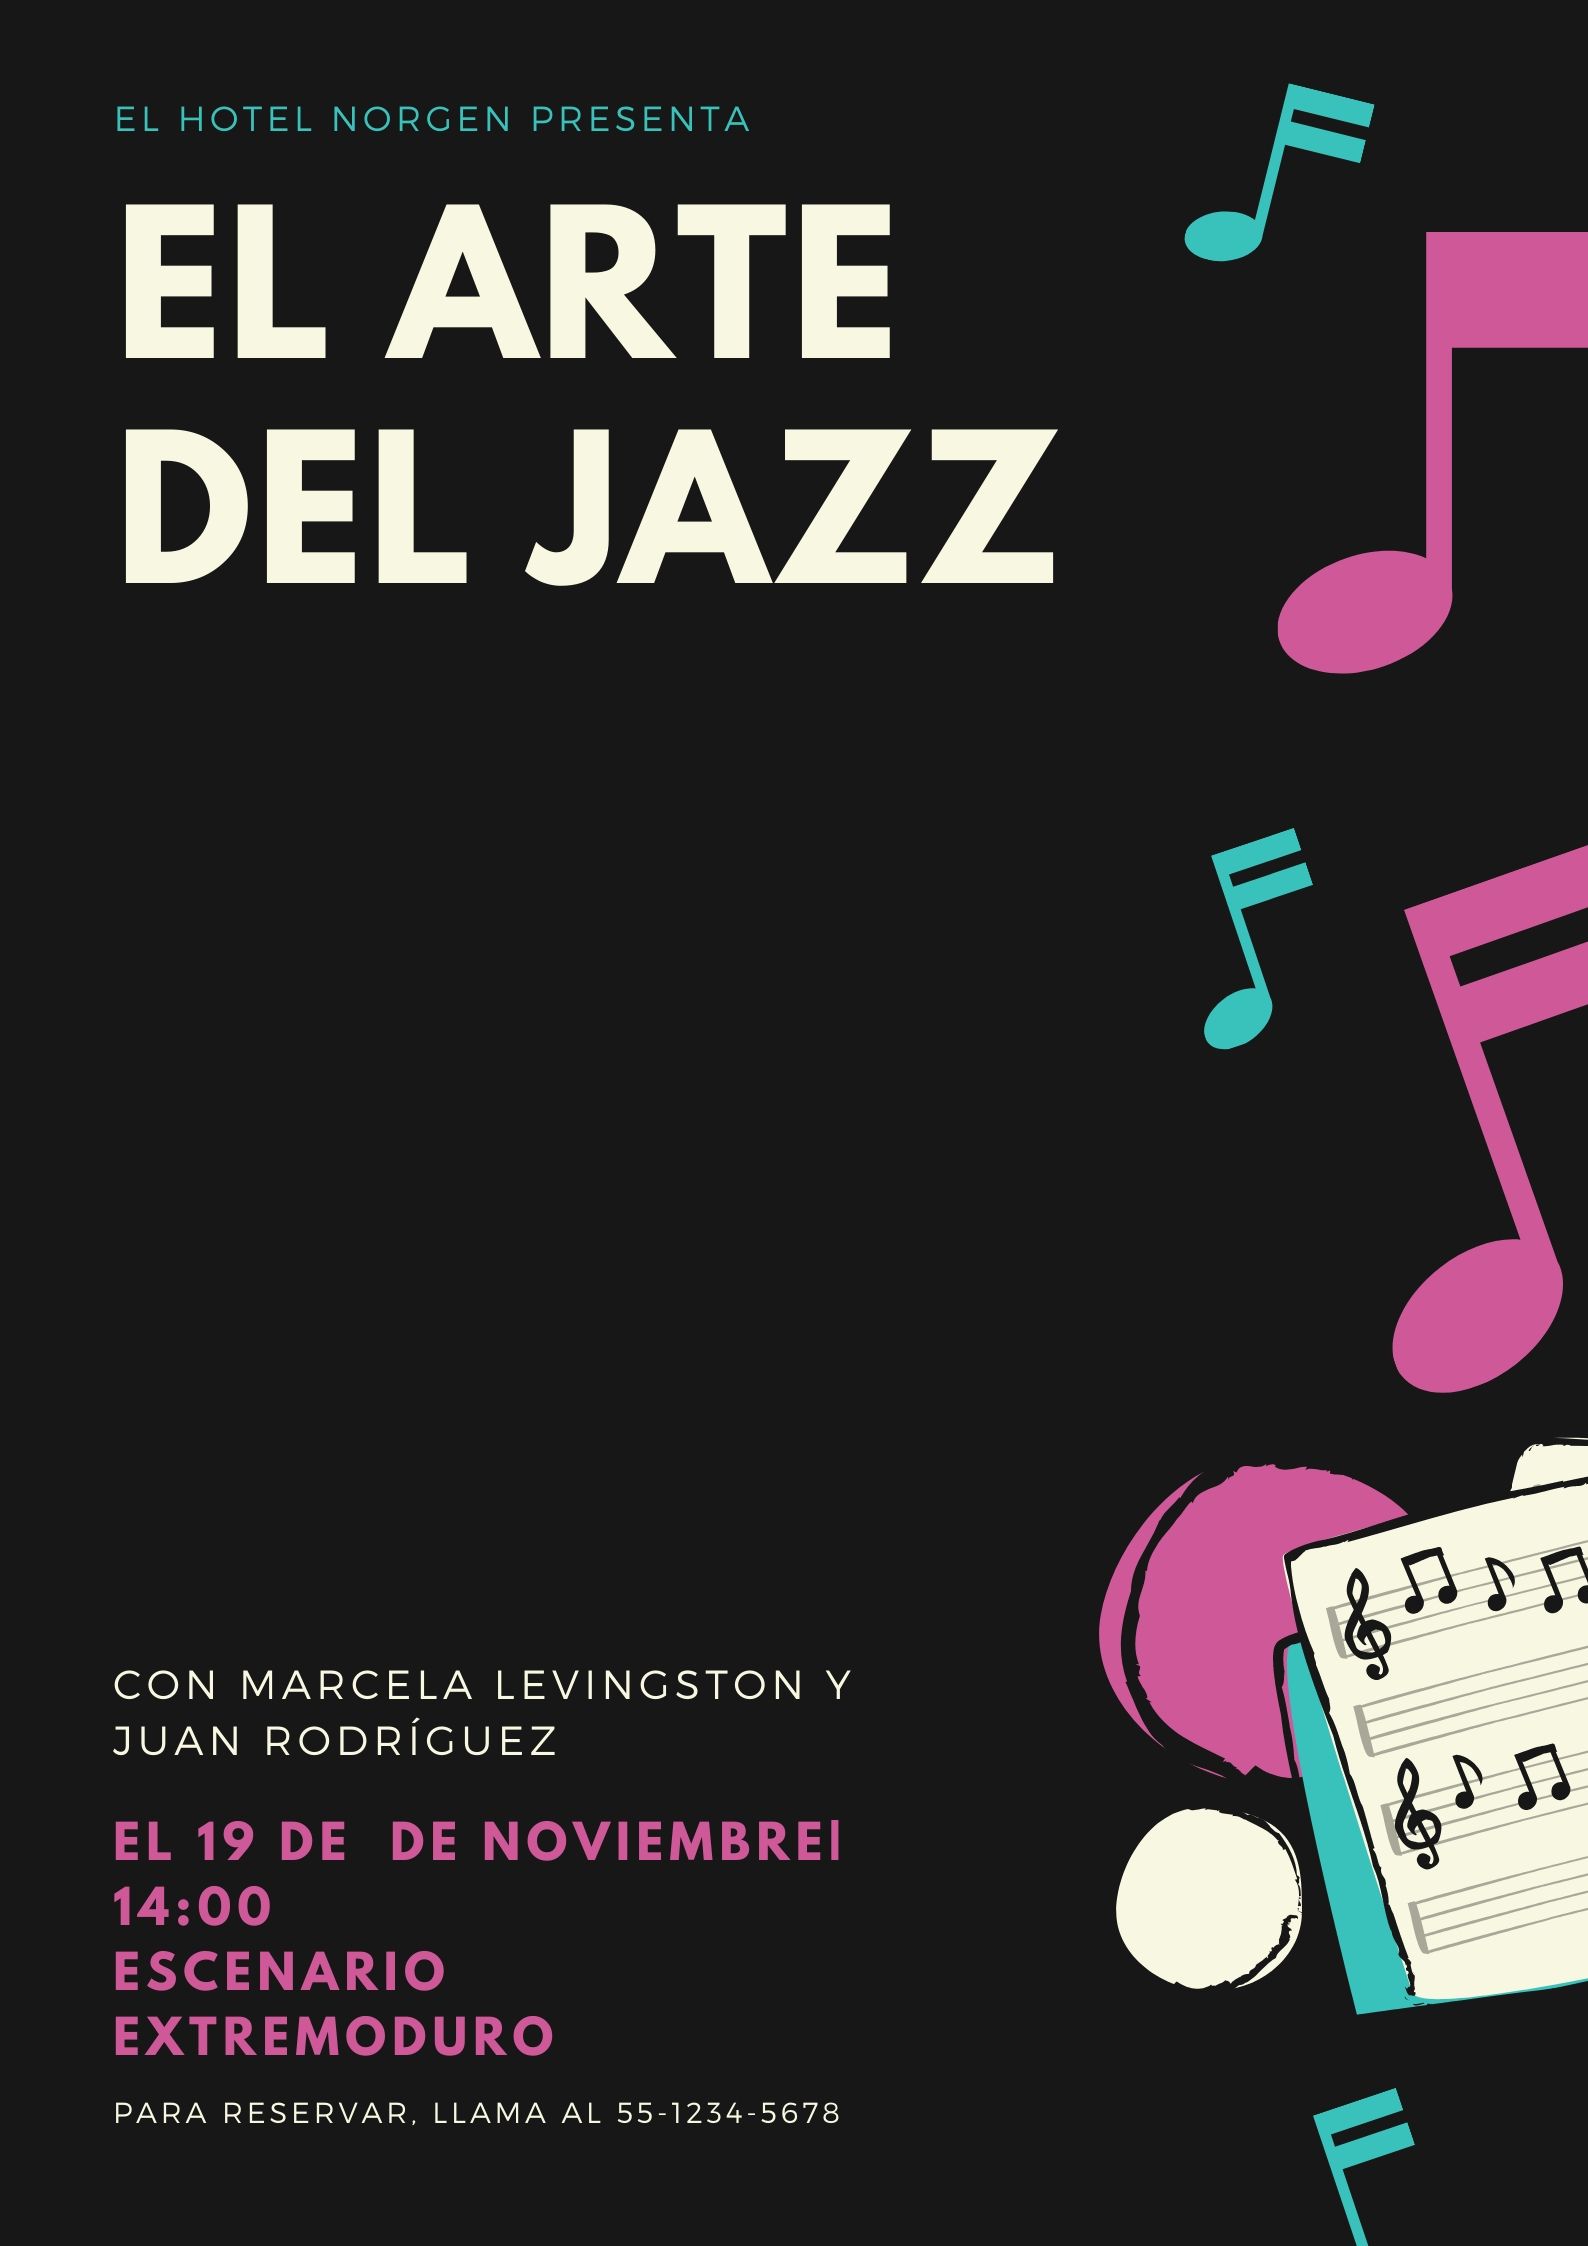 EL HOTEL NORGEN PRESENTA
EL ARTE
DEL JAZZ
CON MARCELA LEVINGSTON Y
JUAN RODRÍGUEZ
EL 19 DE  DE NOVIEMBRE|
14:00
ESCENARIO
EXTREMODURO
PARA RESERVAR, LLAMA AL 55-1234-5678